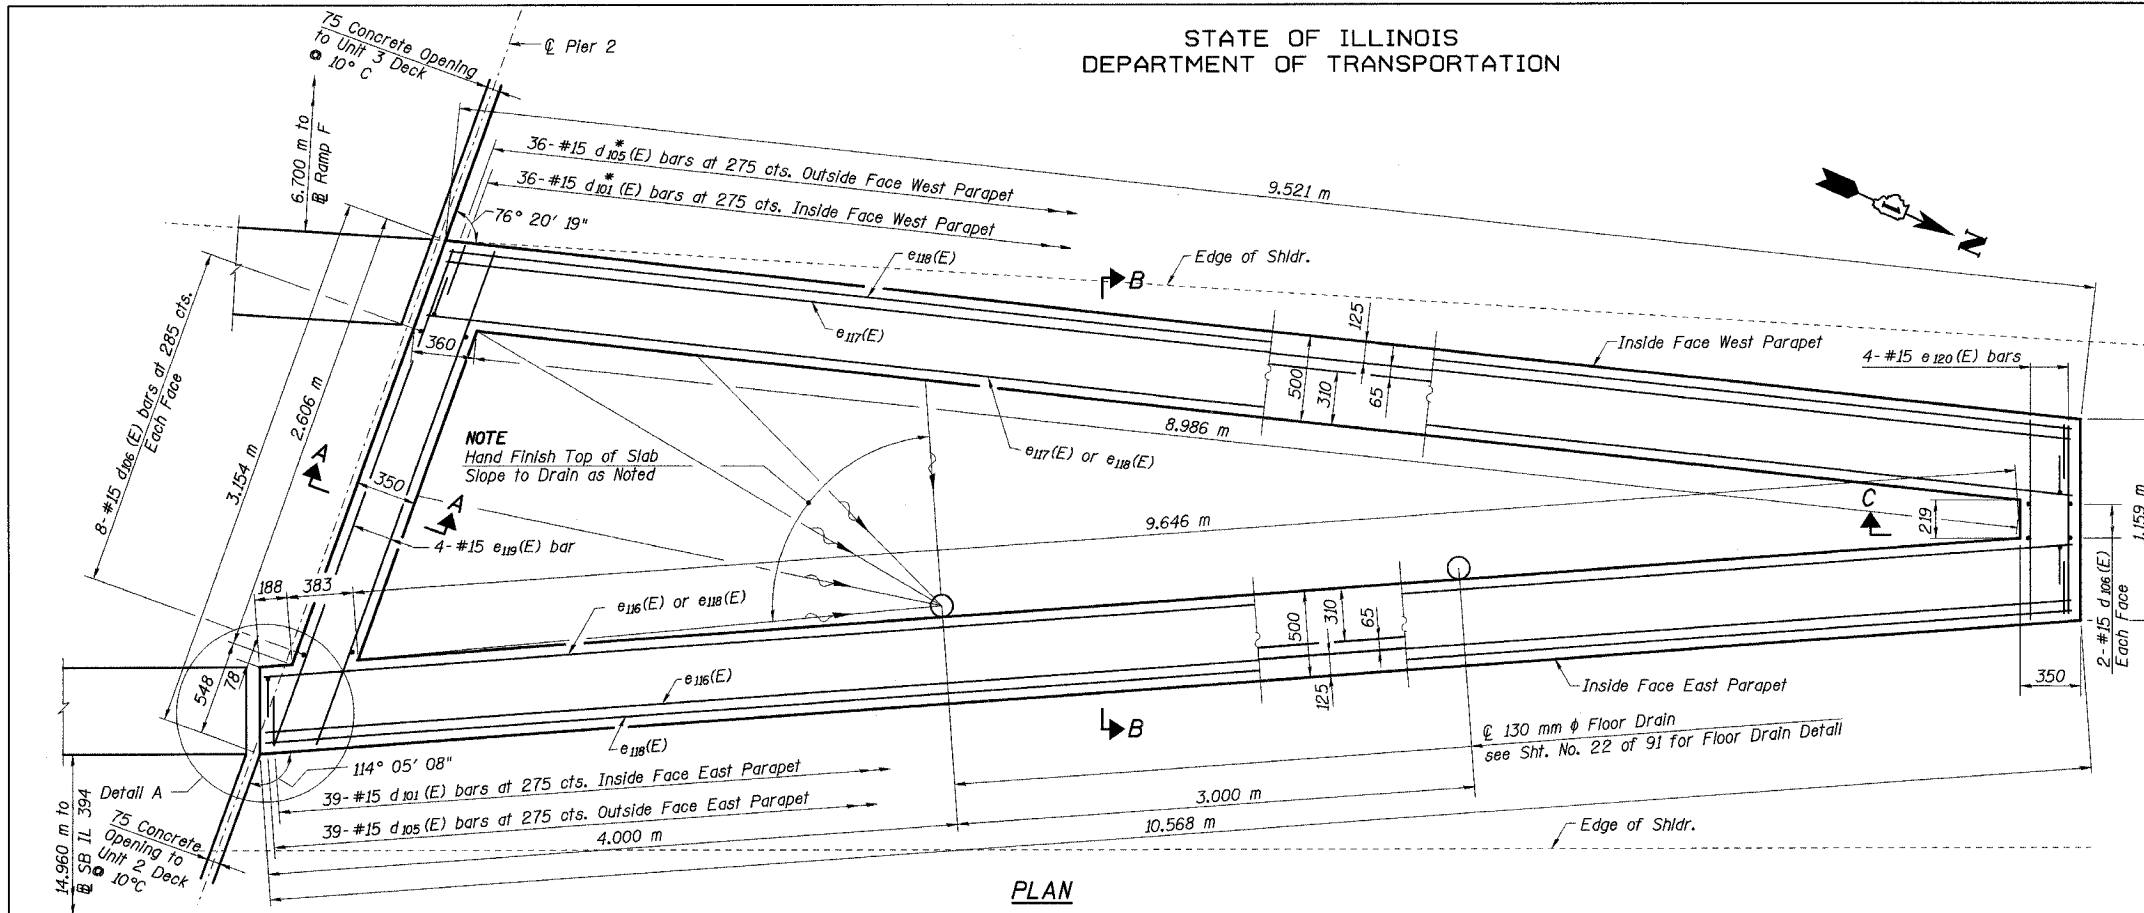 STATE OF ILLINOIS
DEPARTMENT OF TRANSPORTATION
75 Concrete Opening
to Unit 3 Deck
@ 10° C
℄ Pier 2
6.700 m to
BL Ramp F
36-#15 d105*(E) bars at 275 cts. Outside Face West Parapet
36-#15 d101*(E) bars at 275 cts. Inside Face West Parapet
9.521 m
76° 20' 19"
N
1
e118(E)
B
Edge of Shldr.
e117(E)
125
Inside Face West Parapet
4-#15 e120(E) bars
360
500
310
65
8-#15 d106(E) bars at 285 cts.
Each Face
3.154 m
2.606 m
8.986 m
NOTE
Hand Finish Top of Slab
Slope to Drain as Noted
e117(E) or e118(E)
A
350
A
C
219
1.159 m
9.646 m
4-#15 e119(E) bar
188
383
e116(E) or e118(E)
500
310
65
125
2-#15 d106(E)
Each Face
350
548
78
e116(E)
Inside Face East Parapet
e118(E)
B
℄ 130 mm ϕ Floor Drain
see Sht. No. 22 of 91 for Floor Drain Detail
114° 05' 08"
Detail A
39-#15 d101(E) bars at 275 cts. Inside Face East Parapet
39-#15 d105(E) bars at 275 cts. Outside Face East Parapet
3.000 m
4.000 m
10.568 m
Edge of Shldr.
14.960 m to
BL SB IL 394
75 Concrete
Opening to
Unit 2 Deck
@ 10°C
PLAN